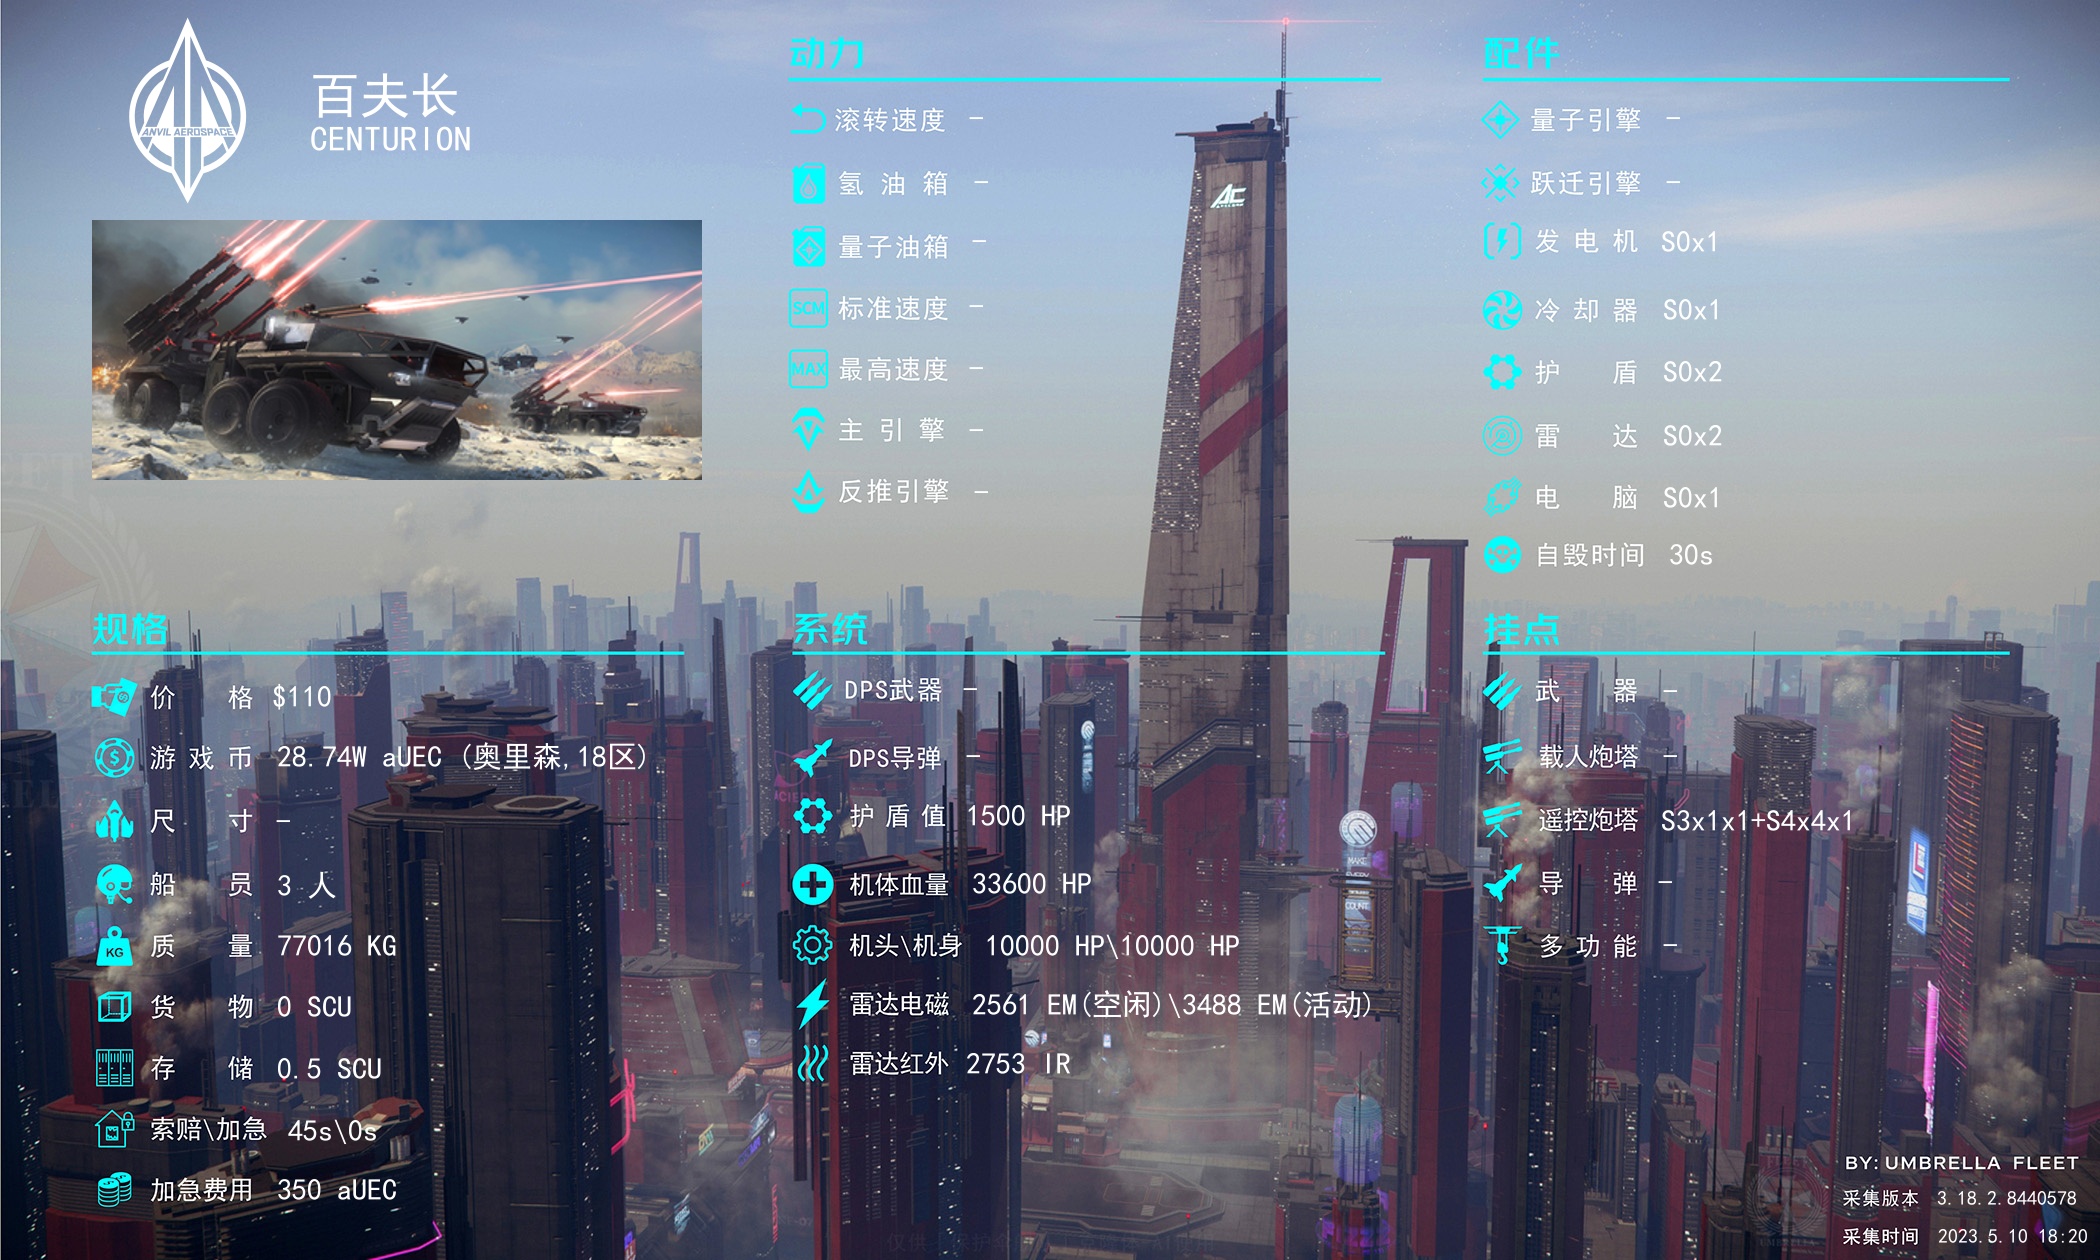 ANVIL AEROSPACE
百夫长
CENTURION
动力
滚转速度 -
氢油箱 -
量子油箱 -
SCM 标准速度 -
MAX 最高速度 -
主引擎 -
反推引擎 -
配件
量子引擎 -
跃迁引擎 -
发电机 S0x1
冷却器 S0x1
护盾 S0x2
雷达 S0x2
电脑 S0x1
自毁时间 30s
规格
价格 $110
游戏币 28.74W aUEC (奥里森,18区)
尺寸 -
船员 3 人
KG 质量 77016 KG
货物 0 SCU
存储 0.5 SCU
索赔\加急 45s\0s
加急费用 350 aUEC
系统
DPS武器 -
DPS导弹 -
护盾值 1500 HP
机体血量 33600 HP
机头\机身 10000 HP\10000 HP
雷达电磁 2561 EM(空闲)\3488 EM(活动)
雷达红外 2753 IR
挂点
武器 -
载人炮塔 -
遥控炮塔 S3x1x1+S4x4x1
导弹 -
多功能 -
AC
MAKE
EVERY
COUNT
BY: UMBRELLA FLEET
采集版本 3.18.2.8440578
采集时间 2023.5.10 18:20